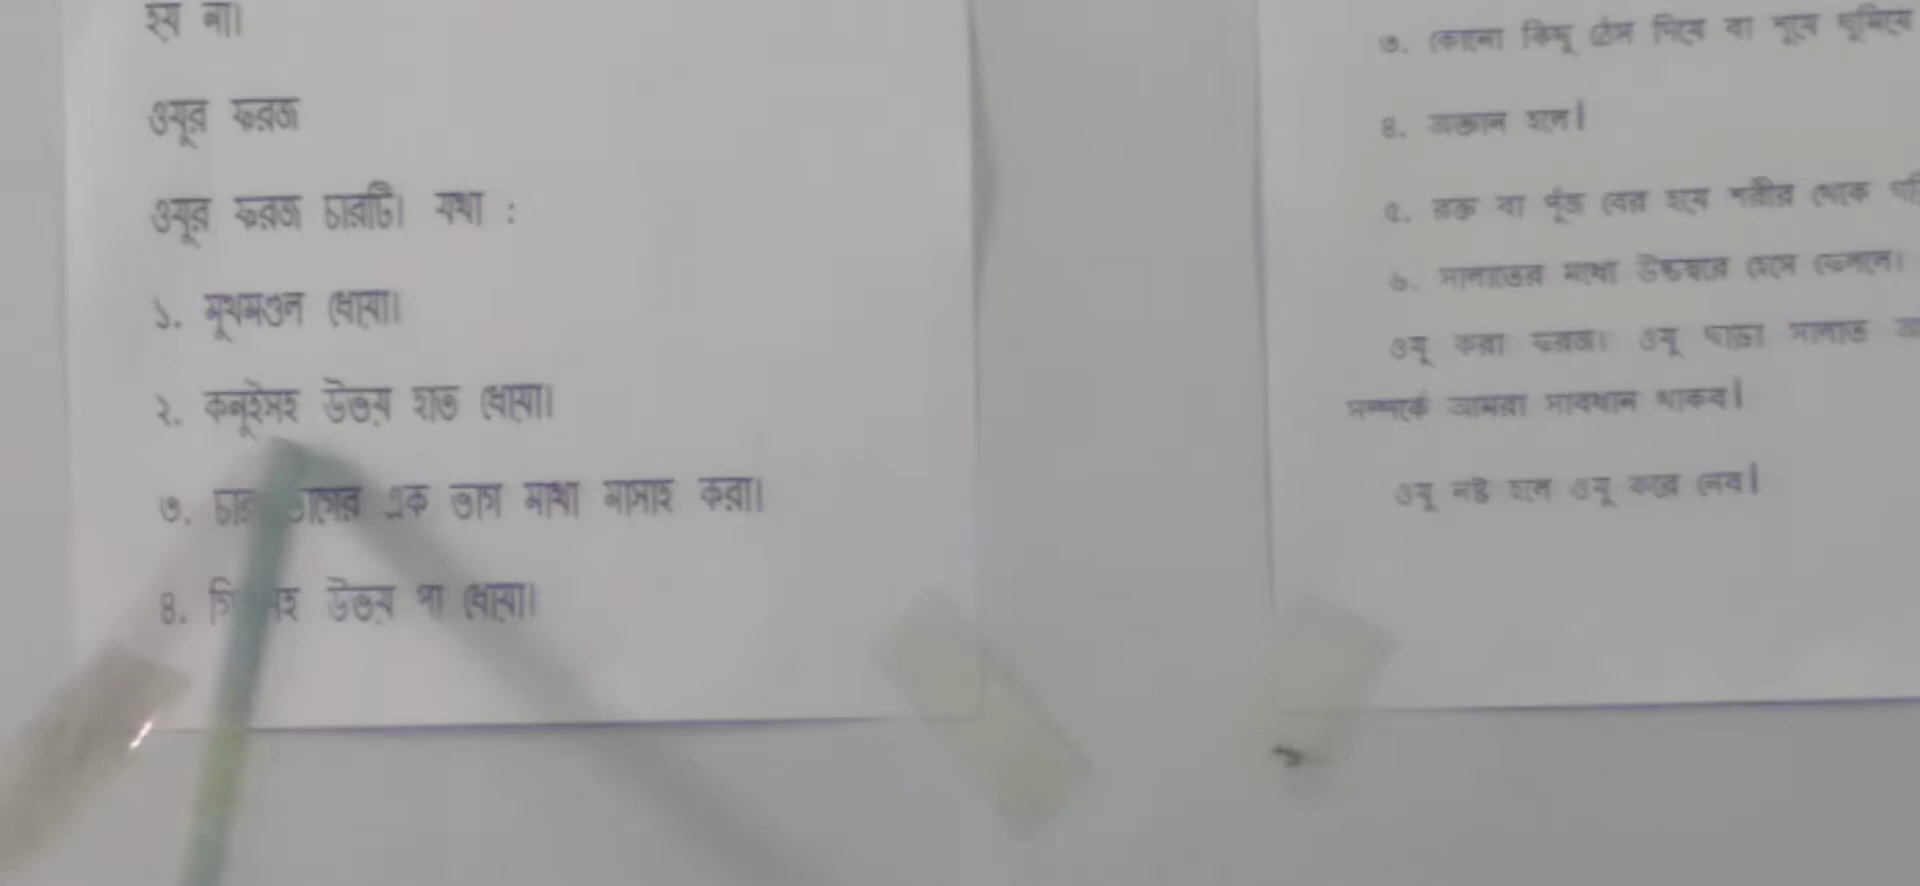 হয় না।
ওযূর ফরজ
ওযূর ফরজ চারটি। যথা :
১. মুখমণ্ডল ধোয়া।
২. কনুইসহ উভয় হাত ধোয়া।
৩. চার ভাগের এক ভাগ মাথা মাসাহ করা।
৪. উভয় পা ধোয়া।
৩. কোনো কিছু ঠেস দিয়ে বা শুয়ে ঘুমিয়ে
৪. অজ্ঞান হলে।
৫. রক্ত বা পুঁজ বের হয়ে শরীর থেকে
৬. সালাতের মধ্যে উচ্চস্বরে হেসে ফেললে।
ওযূ করা ফরজ। ওযূ ছাড়া সালাত
সম্পর্কে আমরা সাবধান থাকব।
ওযূ নষ্ট হলে ওযূ করে নেব।